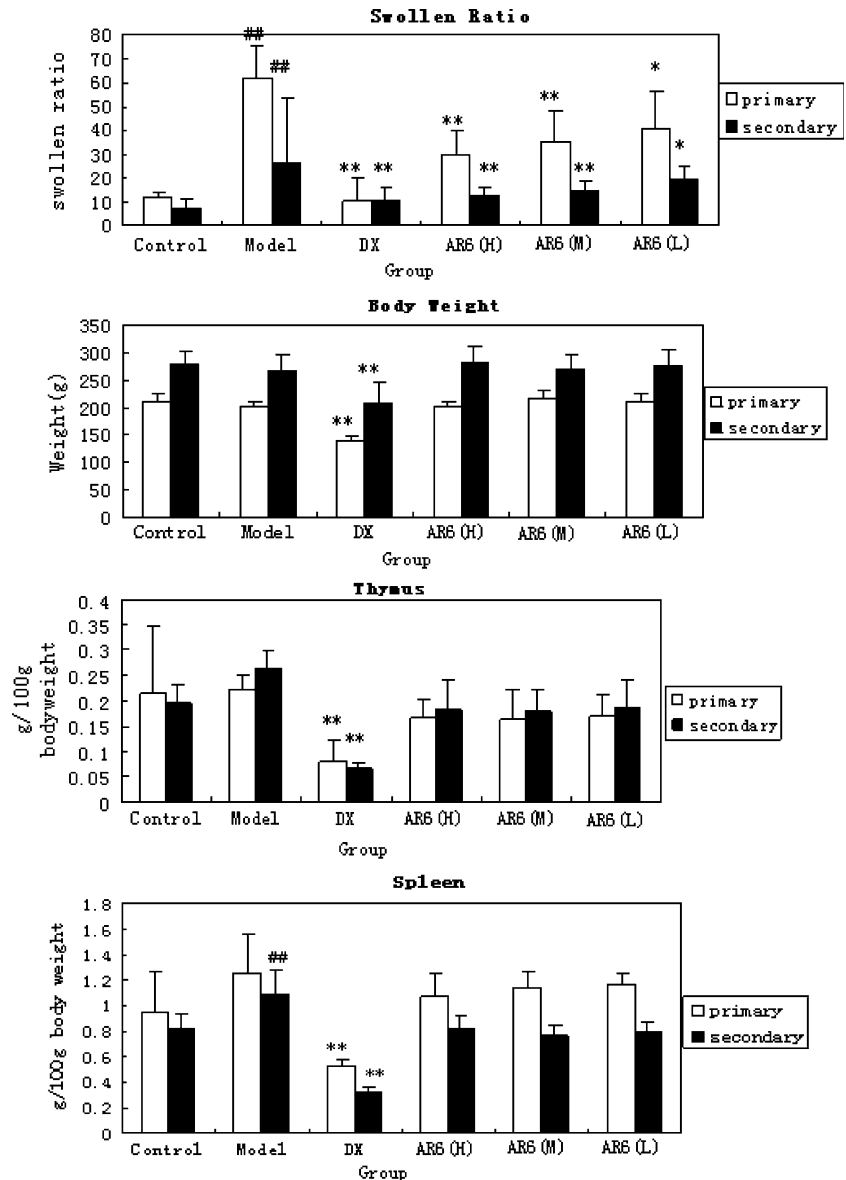 Swollen Ratio
swollen ratio
80
70
60
50
40
30
20
10
0
##
##
**
**
**
**
**
**
*
*
Control Model DX AR6(H) AR6(M) AR6(L)
Group
primary
secondary
Body Weight
Weight(g)
350
300
250
200
150
100
50
0
**
**
Control Model DX AR6(H) AR6(M) AR6(L)
Group
primary
secondary
Thymus
g/100g
bodyweight
0.4
0.35
0.3
0.25
0.2
0.15
0.1
0.05
0
**
**
Control Model DX AR6(H) AR6(M) AR6(L)
Group
primary
secondary
Spleen
g/100g body weight
1.8
1.6
1.4
1.2
1
0.8
0.6
0.4
0.2
0
##
**
**
Control Model DX AR6(H) AR6(M) AR6(L)
Group
primary
secondary